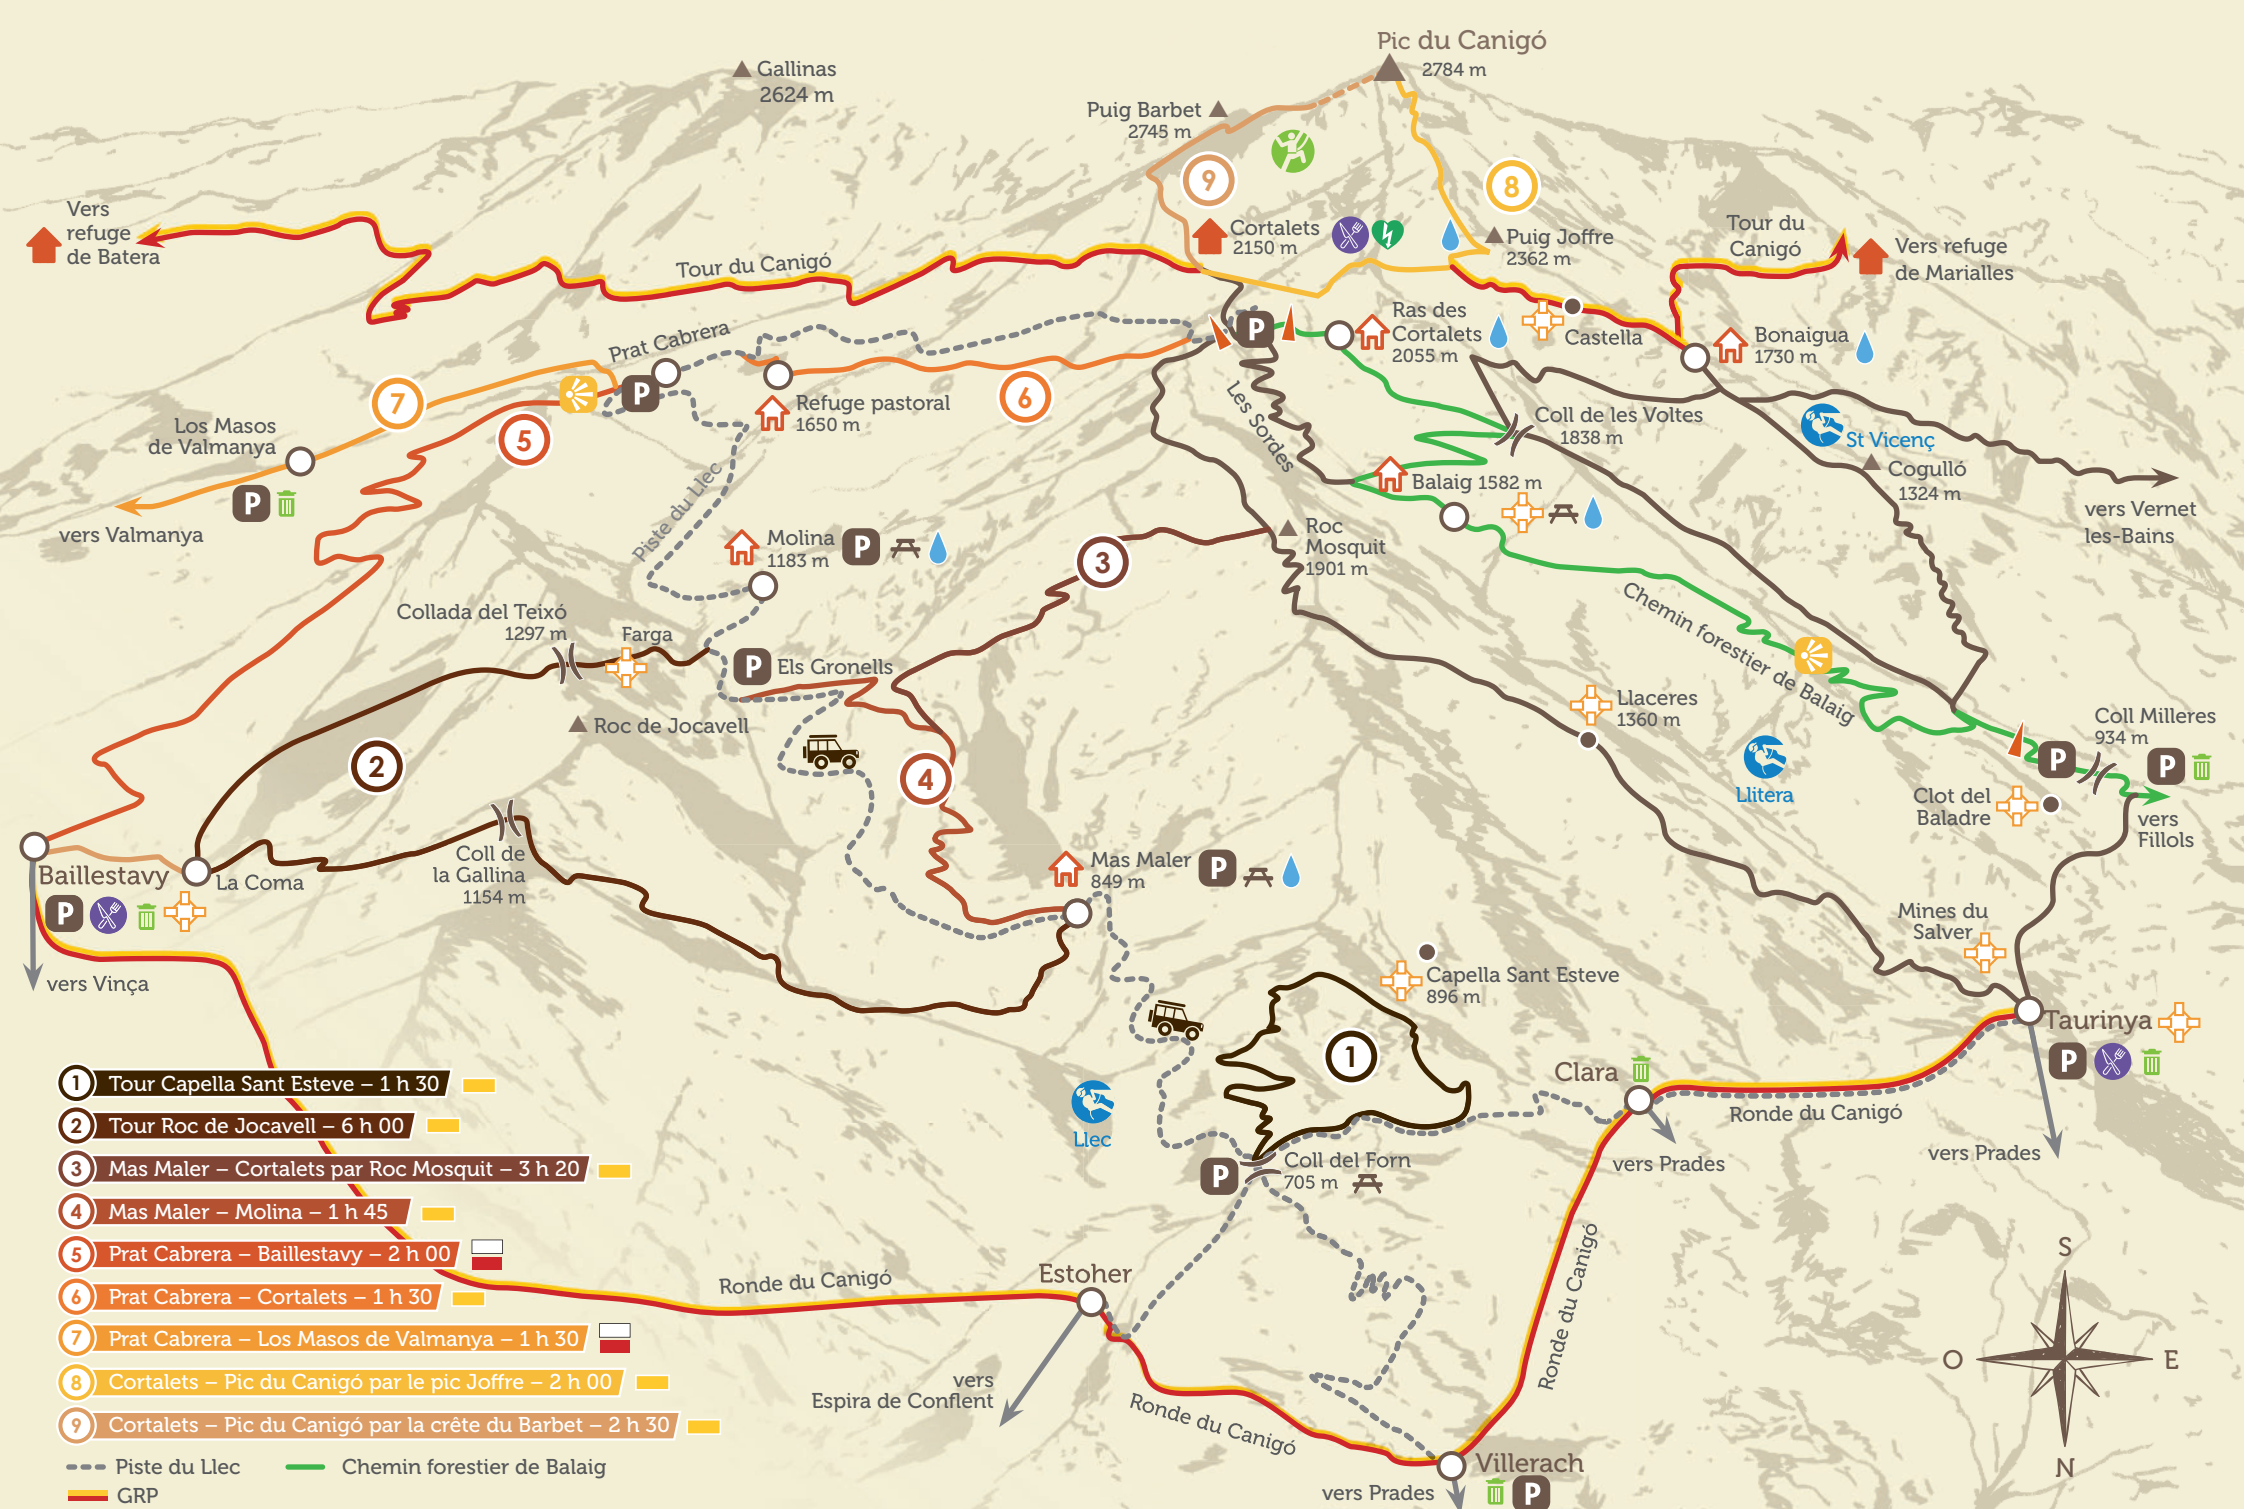 Pic du Canigó
2784 m
Gallinas
2624 m
Puig Barbet
2745 m
9
8
Vers
refuge
de Batera
Tour du Canigó
Cortalets
2150 m
Puig Joffre
2362 m
Tour du
Canigó
Vers refuge
de Marialles
Prat Cabrera
P
P
Ras des
Cortalets
2055 m
Castella
Bonaigua
1730 m
7
5
6
Refuge pastoral
1650 m
Los Masos
de Valmanya
P
vers Valmanya
Les Sordes
Coll de les Voltes
1838 m
St Vicenç
Cogulló
1324 m
vers Vernet
les-Bains
Balaig 1582 m
Piste du Llec
Molina
1183 m
P
3
Roc
Mosquit
1901 m
Chemin forestier de Balaig
Collada del Teixó
1297 m
Farga
P
Els Gronells
Roc de Jocavell
2
4
Llaceres
1360 m
Llitera
Coll Milleres
934 m
P
P
Clot del
Baladre
vers
Fillols
Baillestavy
P
La Coma
Coll de
la Gallina
1154 m
Mas Maler
849 m
P
vers Vinça
Mines du
Salver
Capella Sant Esteve
896 m
1
Taurinya
P
Clara
Ronde du Canigó
vers Prades
vers Prades
Llec
P
Coll del Forn
705 m
1 Tour Capella Sant Esteve – 1 h 30
2 Tour Roc de Jocavell – 6 h 00
3 Mas Maler – Cortalets par Roc Mosquit – 3 h 20
4 Mas Maler – Molina – 1 h 45
5 Prat Cabrera – Baillestavy – 2 h 00
6 Prat Cabrera – Cortalets – 1 h 30
7 Prat Cabrera – Los Masos de Valmanya – 1 h 30
8 Cortalets – Pic du Canigó par le pic Joffre – 2 h 00
9 Cortalets – Pic du Canigó par la crête du Barbet – 2 h 30
Piste du Llec
Chemin forestier de Balaig
GRP
Ronde du Canigó
Estoher
vers
Espira de Conflent
Ronde du Canigó
Ronde du Canigó
Villerach
P
vers Prades
S
O
E
N